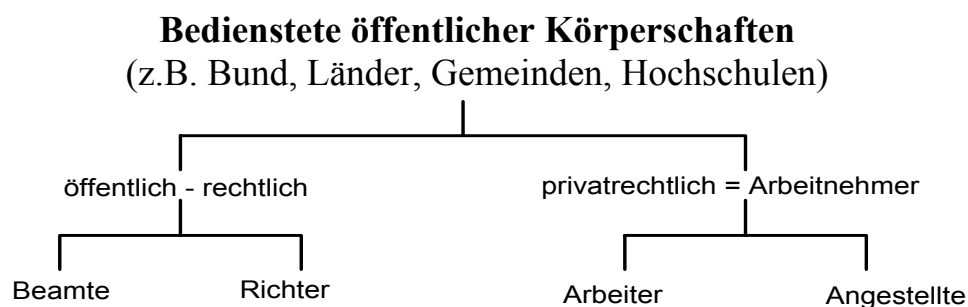 Bedienstete öffentlicher Körperschaften
(z.B. Bund, Länder, Gemeinden, Hochschulen)
öffentlich - rechtlich
privatrechtlich = Arbeitnehmer
Beamte
Richter
Arbeiter
Angestellte